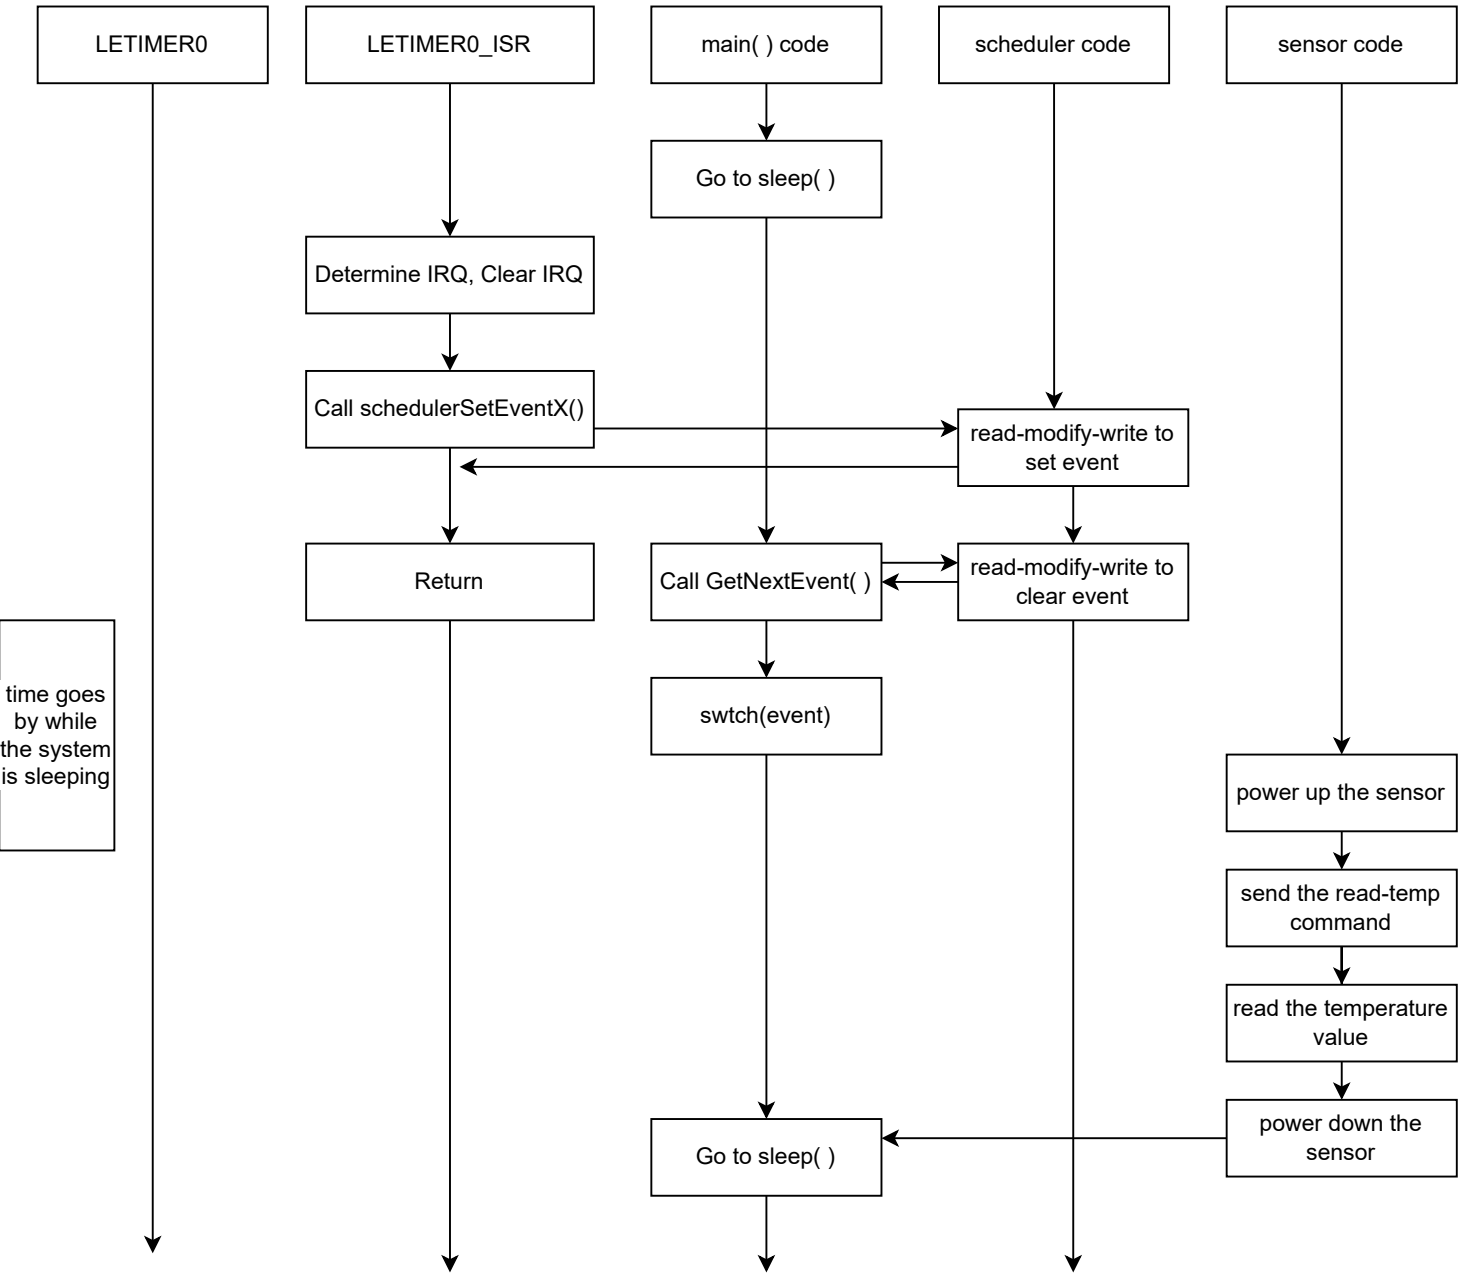 LETIMER0
LETIMER0_ISR
main( ) code
scheduler code
sensor code
Go to sleep( )
Determine IRQ, Clear IRQ
Call schedulerSetEventX()
read-modify-write to
set event
Return
Call GetNextEvent( )
read-modify-write to
clear event
time goes
by while
the system
is sleeping
swtch(event)
power up the sensor
send the read-temp
command
read the temperature
value
power down the
sensor
Go to sleep( )